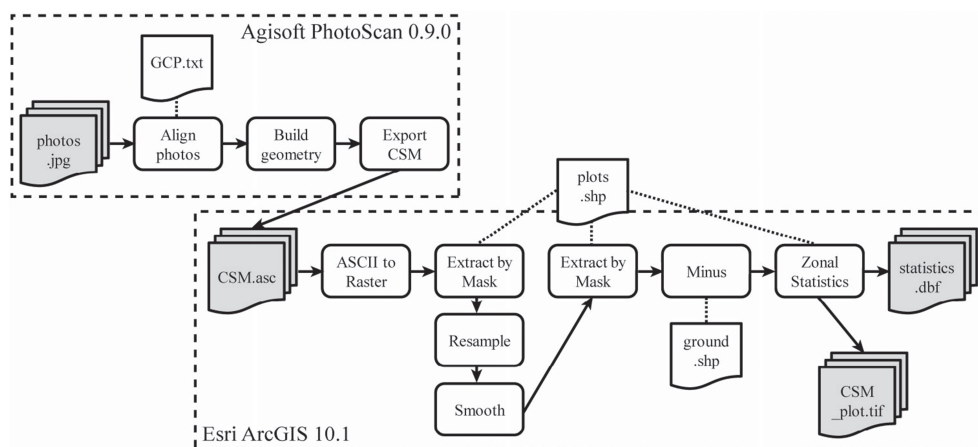 Agisoft PhotoScan 0.9.0
GCP.txt
photos
.jpg
Align
photos
Build
geometry
Export
CSM
plots
.shp
CSM.asc
ASCII to
Raster
Extract by
Mask
Resample
Smooth
Extract by
Mask
Minus
ground
.shp
Zonal
Statistics
statistics
.dbf
CSM
_plot.tif
Esri ArcGIS 10.1